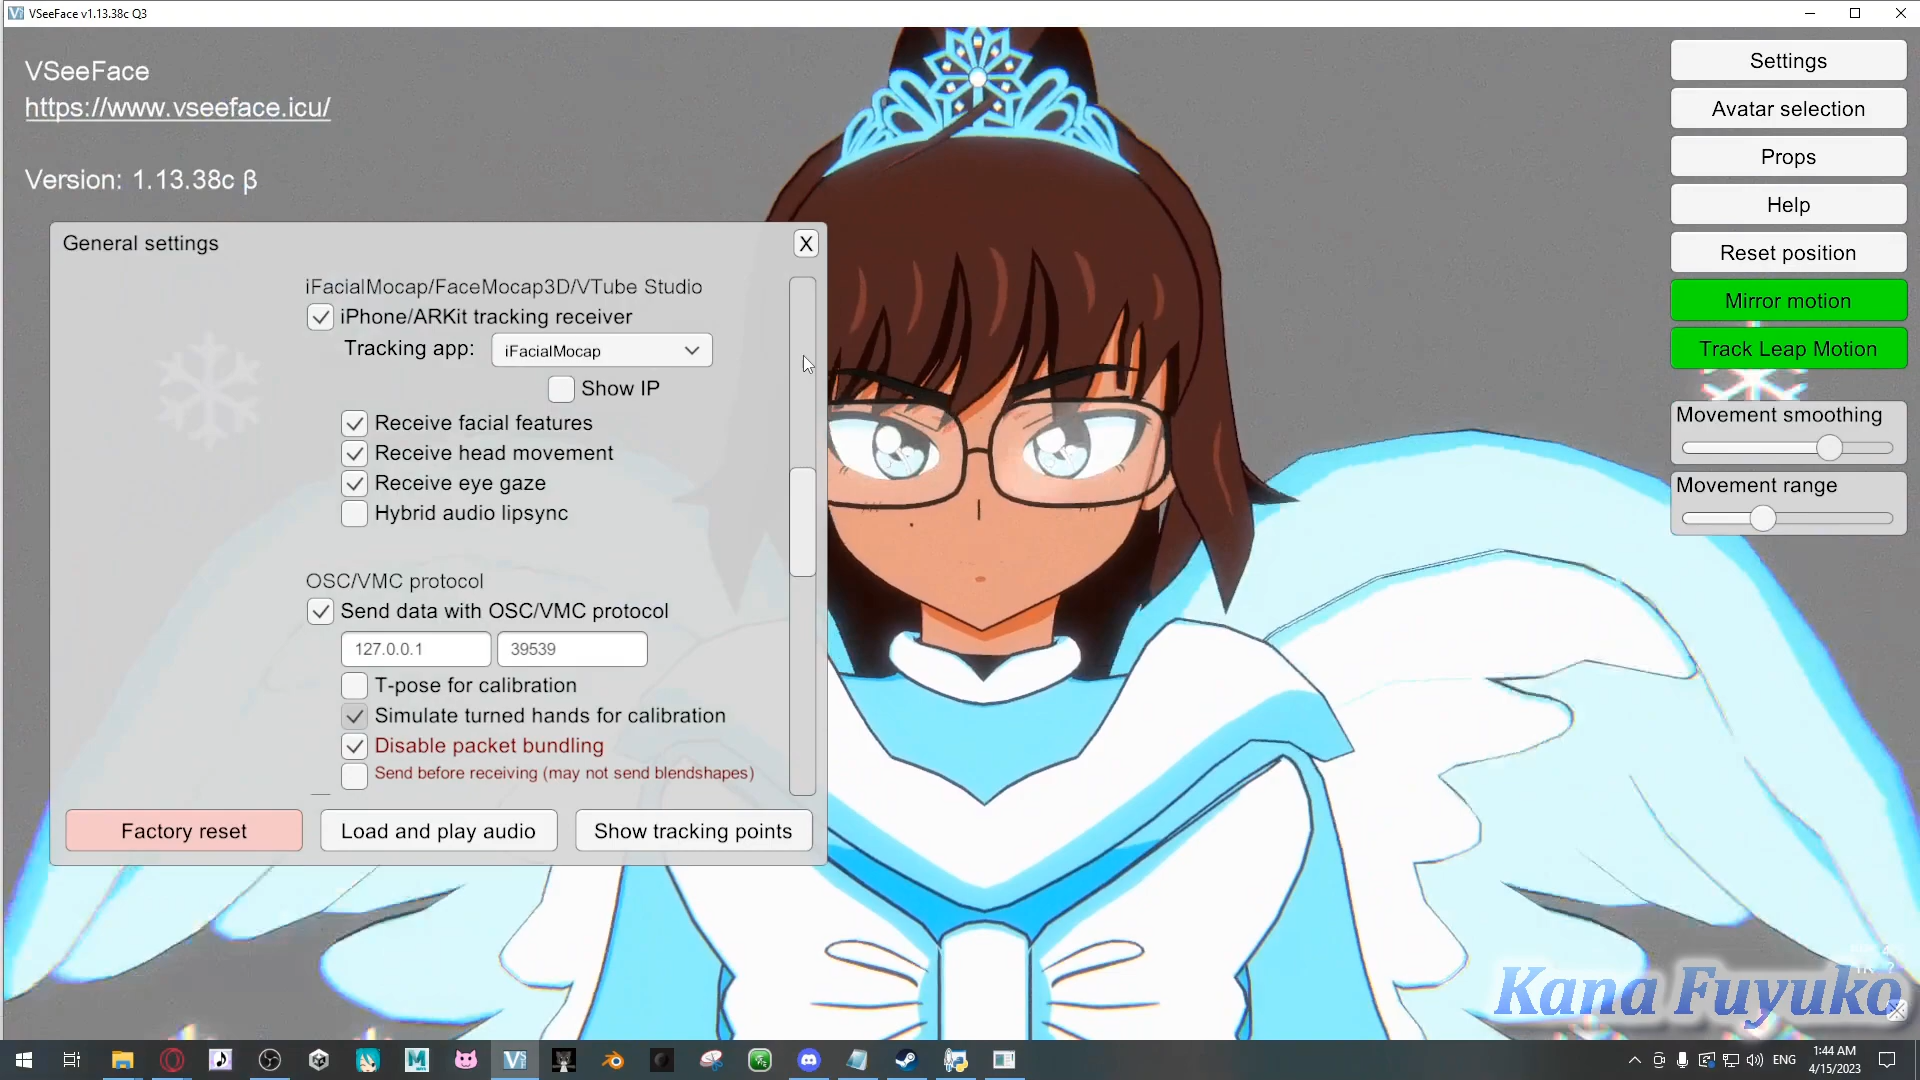 VSeeFace v1.13.38c Q3
VSeeFace
https://www.vseeface.icu/
Version: 1.13.38c β
General settings
X
iFacialMocap/FaceMocap3D/VTube Studio
iPhone/ARKit tracking receiver
Tracking app:
iFacialMocap
Show IP
Receive facial features
Receive head movement
Receive eye gaze
Hybrid audio lipsync
OSC/VMC protocol
Send data with OSC/VMC protocol
127.0.0.1
39539
T-pose for calibration
Simulate turned hands for calibration
Disable packet bundling
Send before receiving (may not send blendshapes)
Factory reset
Load and play audio
Show tracking points
Settings
Avatar selection
Props
Help
Reset position
Mirror motion
Track Leap Motion
Movement smoothing
Movement range
Kana Fuyuko
ENG
1:44 AM
4/15/2023